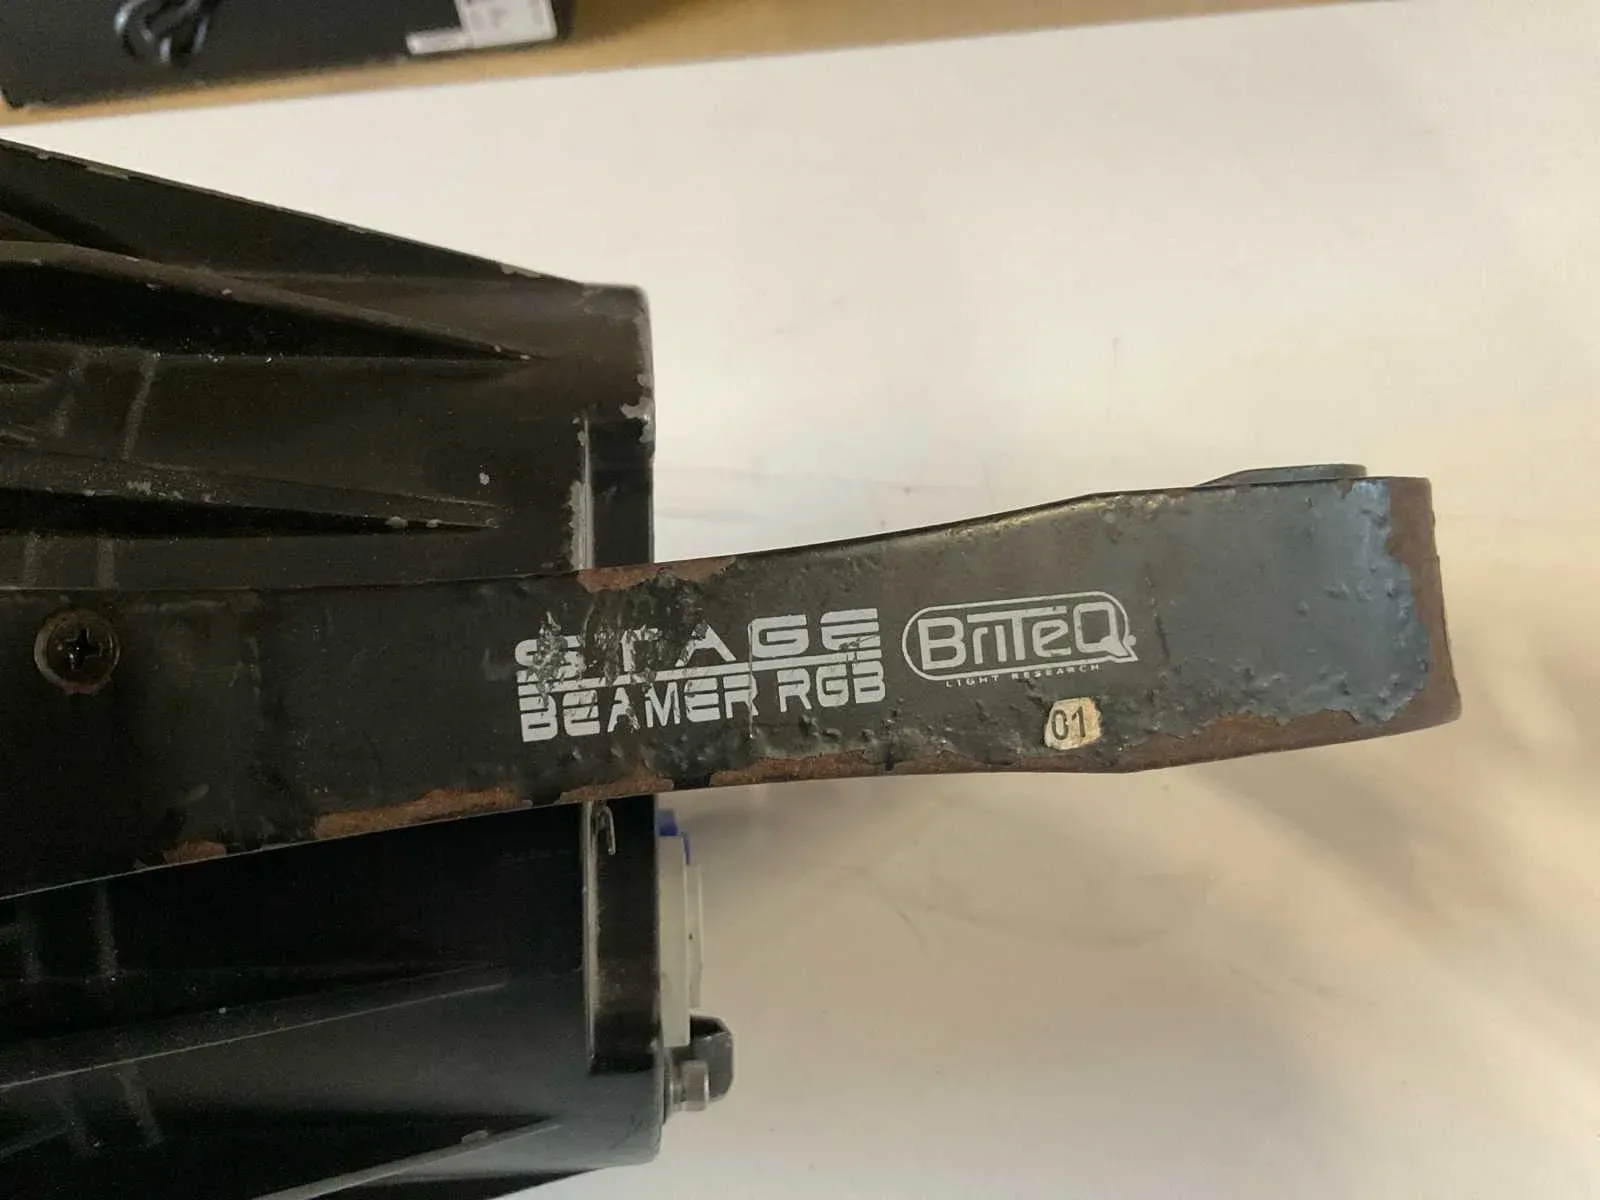 STAGE
BEAMER RGB
BRITEQ
LIGHT RESEARCH
01